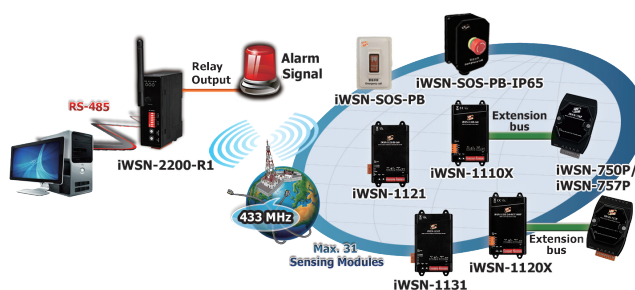 Relay
Output
Alarm
Signal
RS-485
iWSN-2200-R1
iWSN-SOS-PB
iWSN-SOS-PB-IP65
Extension
bus
iWSN-1121
iWSN-1110X
iWSN-750P/
iWSN-757P
433 MHz
Max. 31
Sensing Modules
iWSN-1131
iWSN-1120X
Extension
bus